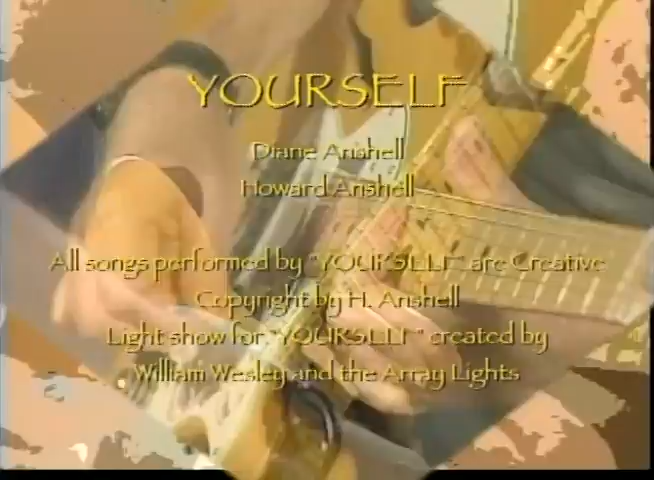 YOURSELF
Diane Anshell
Howard Anshell
All songs performed by "YOURSELF" are Creative
Copyright by H. Anshell
Light show for "YOURSELF" created by
William Wesley and the Array Lights